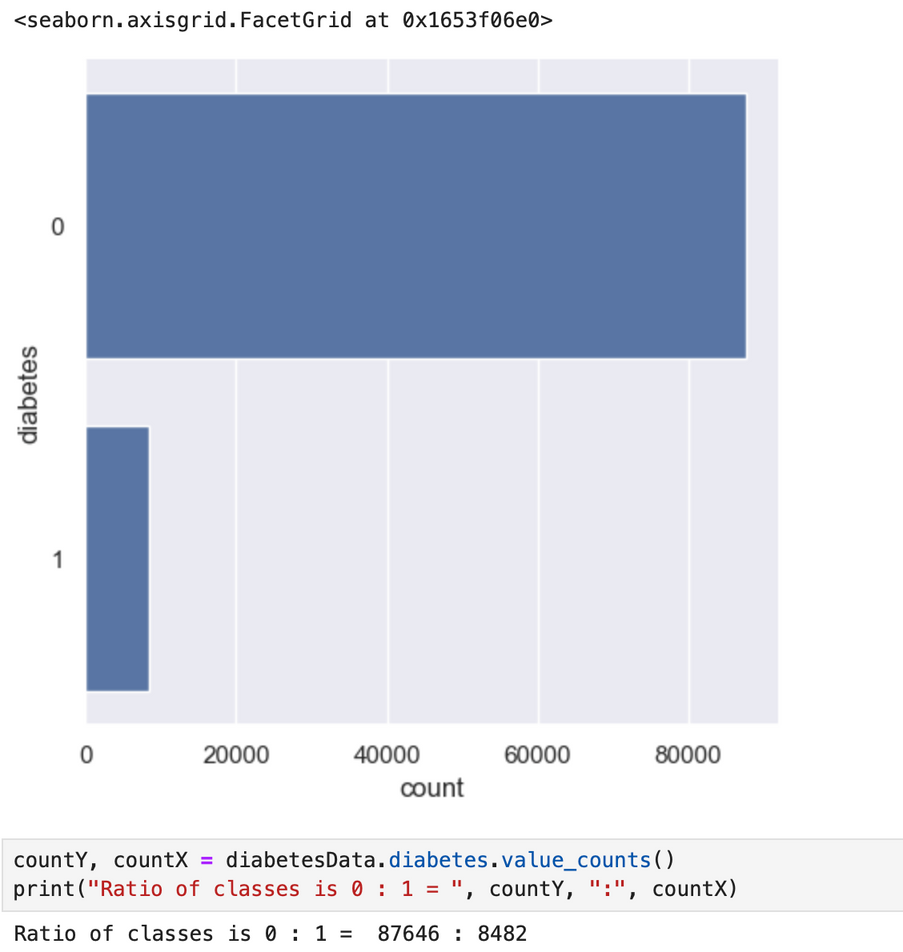 <seaborn.axisgrid.FacetGrid at 0x1653f06e0>
0
diabetes
1
0 20000 40000 60000 80000
count
countY, countX = diabetesData.diabetes.value_counts()
print("Ratio of classes is 0 : 1 = ", countY, ":", countX)
Ratio of classes is 0 : 1 =  87646 : 8482